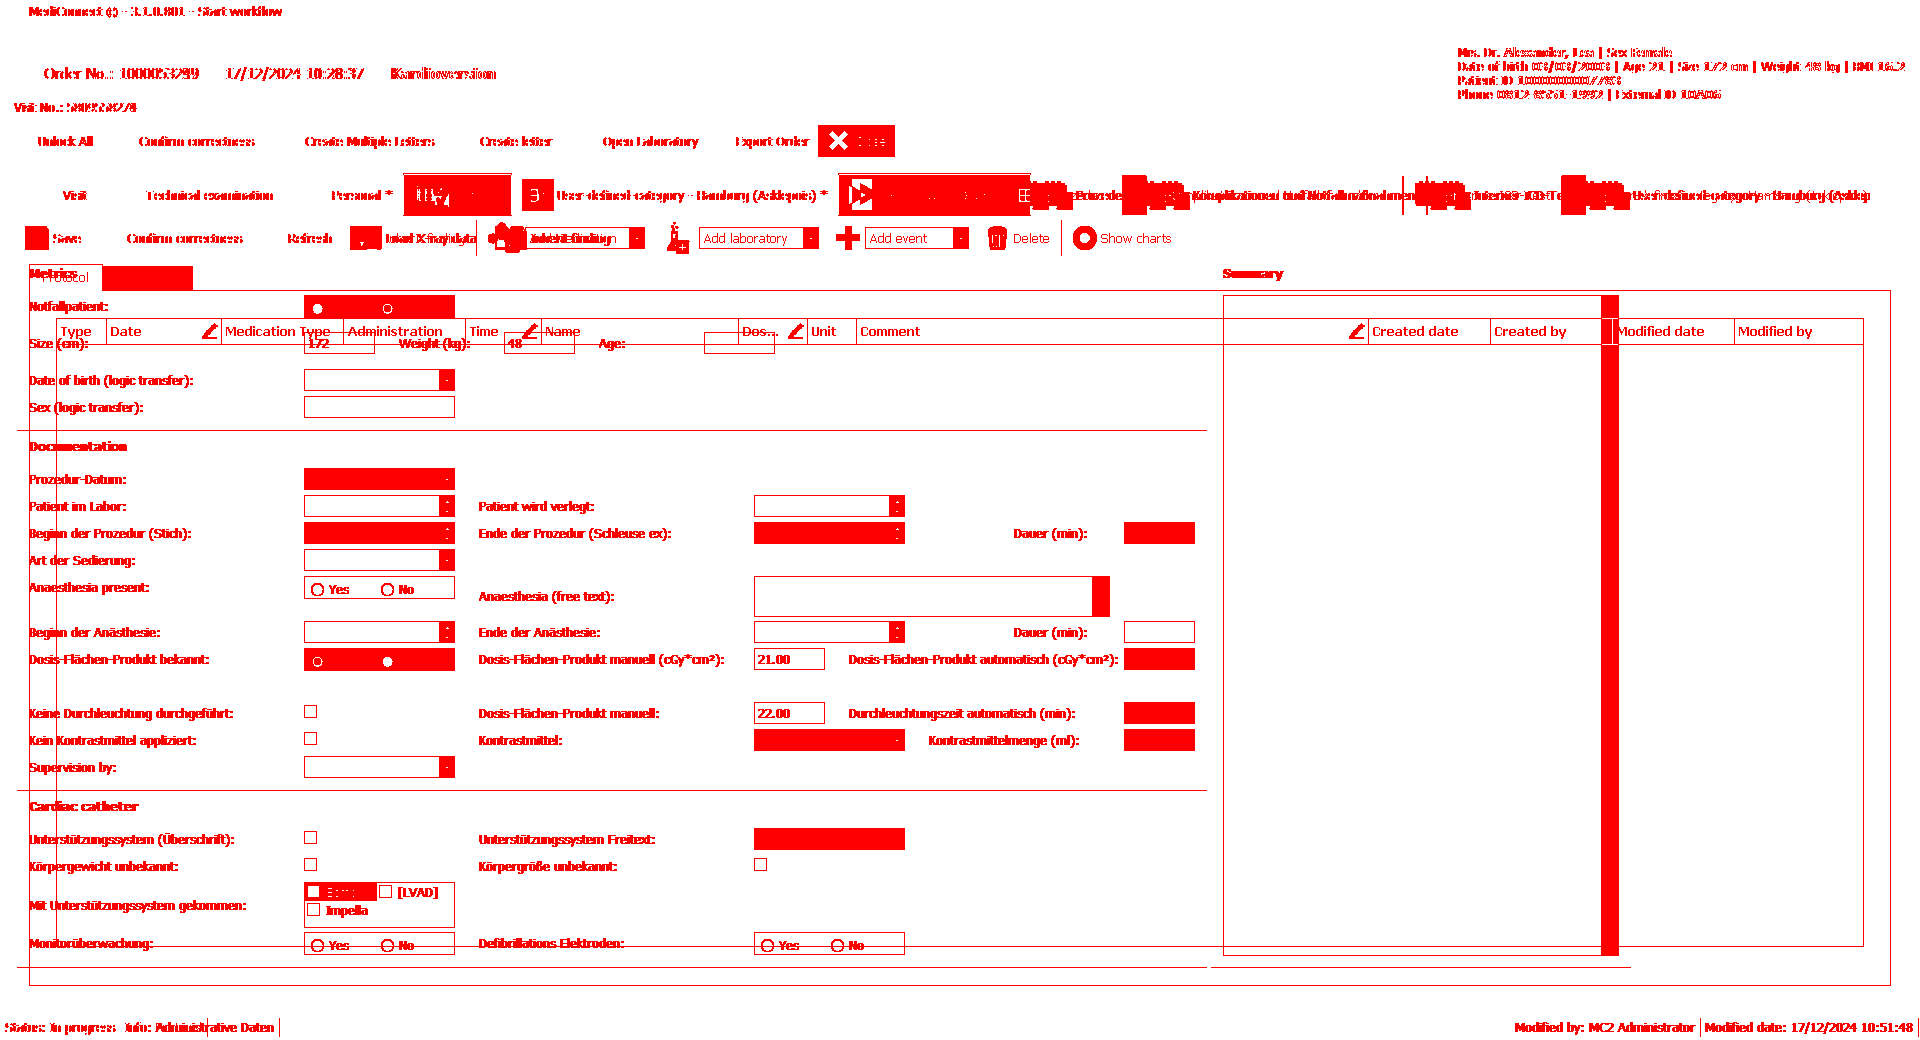 MediConnect (c) - 3.1.0.801 - Start workflow
Mrs. Dr. Alexander, Lea | Sex Female
Date of birth 03/03/2003 | Age 21 | Size 172 cm | Weight 48 kg | BMI 16.2
Order No.: 1000053299 17/12/2024 10:28:37 Kardioversion
Patient ID
Phone | External ID
Visit No.:
Unlock All Confirm correctness Create Multiple Letters Create letter Open Laboratory Export Order
Visit Technical examination Personal * User-defined category - Hamburg (Asklepois) *
Save Confirm correctness Refresh Load X-ray data Inherit finding Add laboratory Add event Delete Show charts
Metrics Protocol Summary
Notfallpatient:
Type Date Medication Type Administration Time Name Dos... Unit Comment Created date Created by Modified date Modified by
Size (cm): 172 Weight (kg): 48 Age:
Date of birth (logic transfer):
Sex (logic transfer):
Documentation
Prozedur-Datum:
Patient im Labor: Patient wird verlegt:
Beginn der Prozedur (Stich): Ende der Prozedur (Schleuse ex): Dauer (min):
Art der Sedierung:
Anaesthesia present: Yes No Anaesthesia (free text):
Beginn der Anästhesie: Ende der Anästhesie: Dauer (min):
Dosis-Flächen-Produkt bekannt: Dosis-Flächen-Produkt manuell (cGy*cm²): 21.00 Dosis-Flächen-Produkt automatisch (cGy*cm²):
Keine Durchleuchtung durchgeführt: Dosis-Flächen-Produkt manuell: 22.00 Durchleuchtungszeit automatisch (min):
Kein Kontrastmittel appliziert: Kontrastmittel: Kontrastmittelmenge (ml):
Supervision by:
Cardiac catheter
Unterstützungssystem (Überschrift): Unterstützungssystem Freitext:
Körpergewicht unbekannt: Körpergröße unbekannt:
Mit Unterstützungssystem gekommen: [LVAD]
Impella
Monitorüberwachung: Yes No Defibrillations Elektroden: Yes No
Status: In progress Info: Administrative Daten Modified by: MC2 Administrator Modified date: 17/12/2024 10:51:48